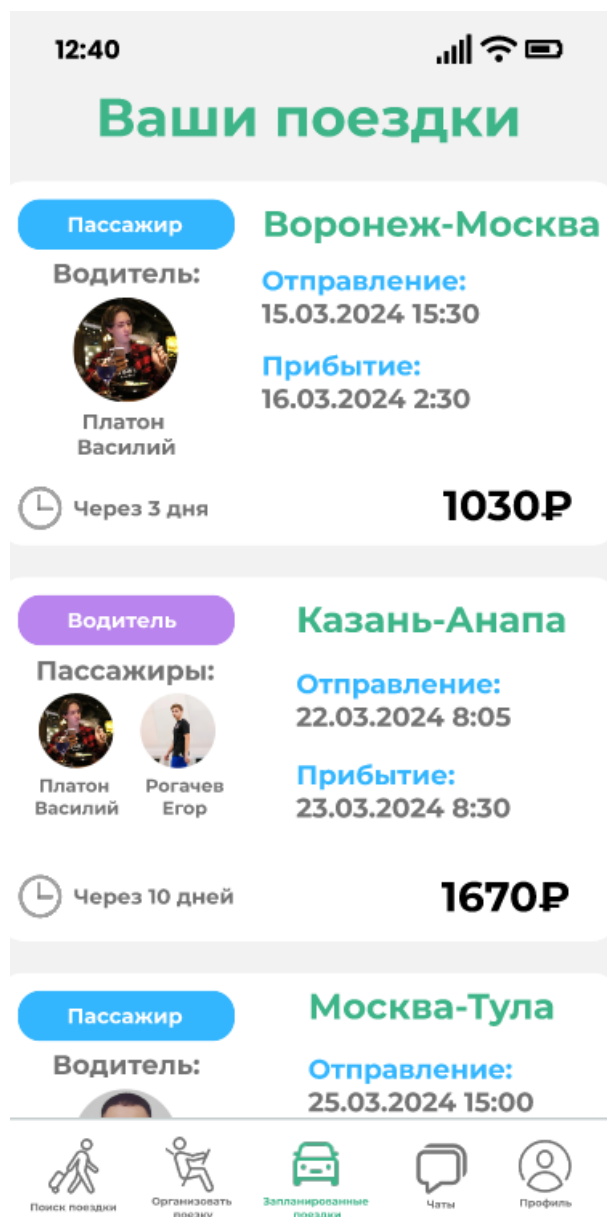 12:40
Ваши поездки
Пассажир
Воронеж-Москва
Водитель:
Отправление:
15.03.2024 15:30
Прибытие:
16.03.2024 2:30
Платон
Василий
Через 3 дня
1030₽
Водитель
Казань-Анапа
Пассажиры:
Отправление:
22.03.2024 8:05
Платон
Василий
Рогачев
Егор
Прибытие:
23.03.2024 8:30
Через 10 дней
1670₽
Пассажир
Москва-Тула
Водитель:
Отправление:
25.03.2024 15:00
Поиск поездки
Организовать
поезку
Запланированные
поездки
Чаты
Профиль